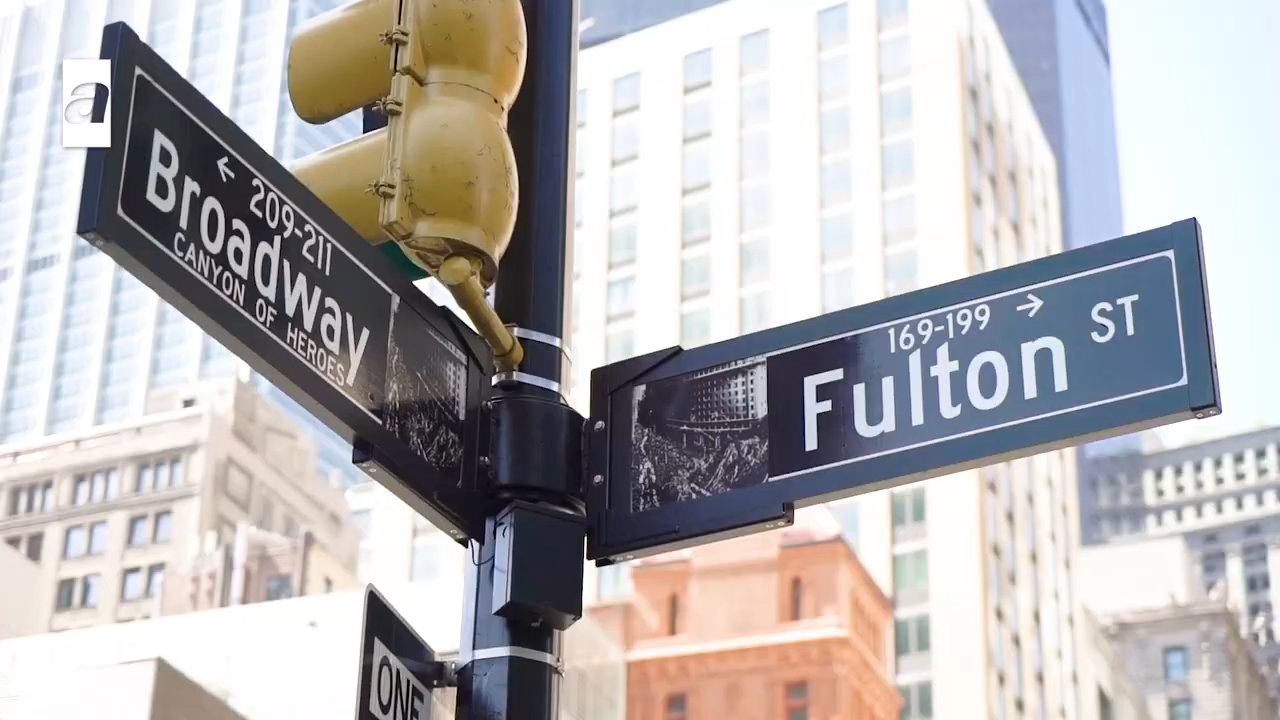 a
← 209-211
Broadway
CANYON OF HEROES
169-199 →
Fulton ST
ONE